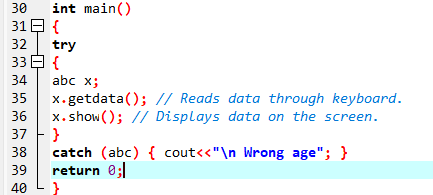 30 int main()
31 {
32 try
33 {
34 abc x;
35 x.getdata(); // Reads data through keyboard.
36 x.show(); // Displays data on the screen.
37 }
38 catch (abc) { cout<<"\n Wrong age"; }
39 return 0;
40 }